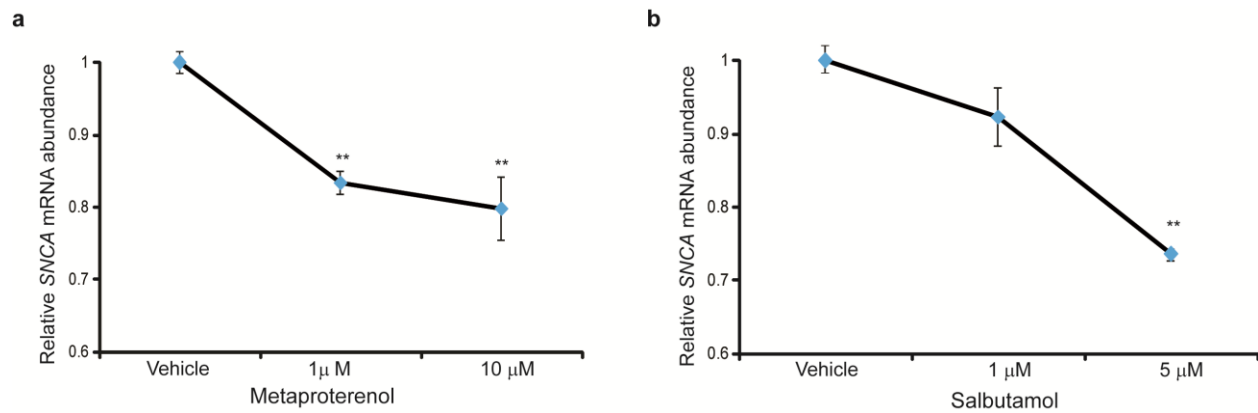 a
Relative SNCA mRNA abundance
1
0.9
0.8
0.7
0.6
**
**
Vehicle 1μ M 10 μM
Metaproterenol
b
Relative SNCA mRNA abundance
1
0.9
0.8
0.7
0.6
**
Vehicle 1 μM 5 μM
Salbutamol